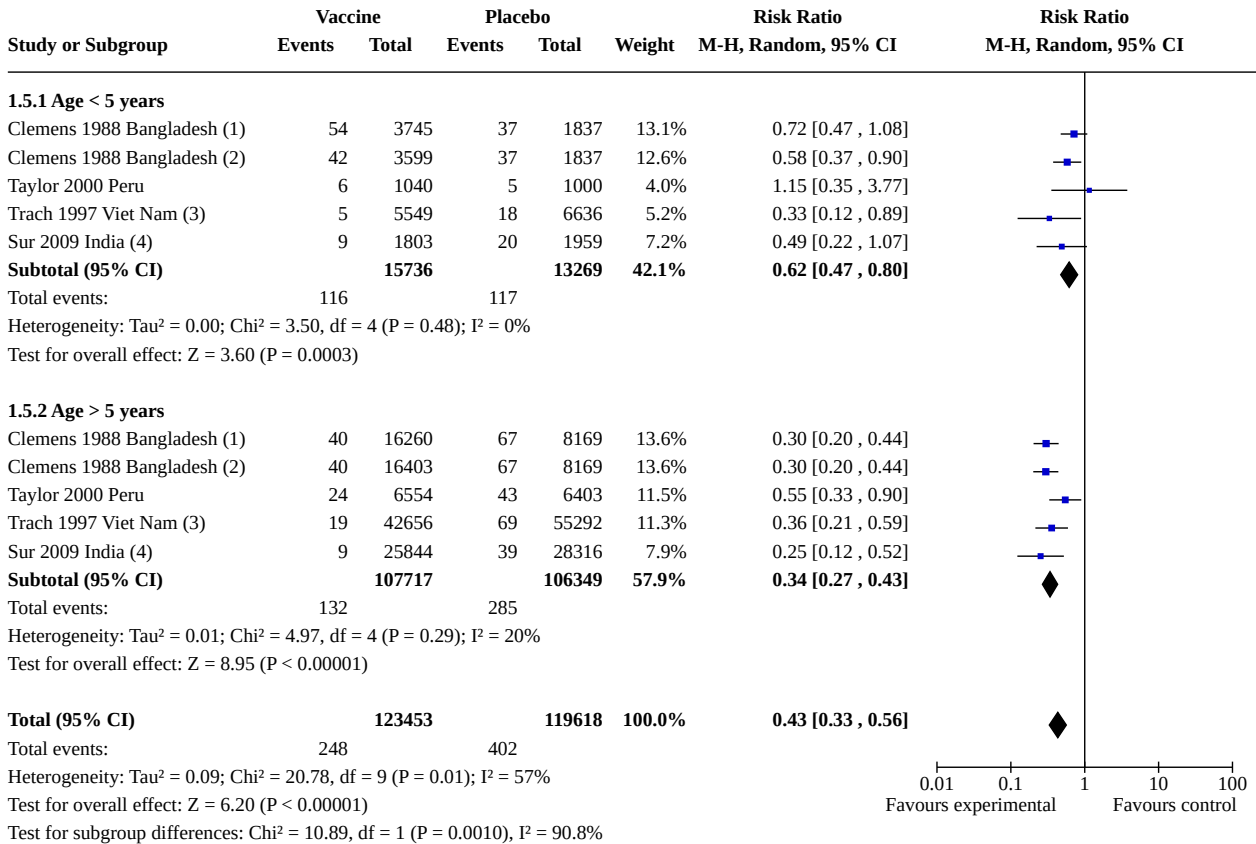 Vaccine Placebo Risk Ratio Risk Ratio
Study or Subgroup Events Total Events Total Weight M-H, Random, 95% CI M-H, Random, 95% CI
1.5.1 Age < 5 years
Clemens 1988 Bangladesh (1) 54 3745 37 1837 13.1% 0.72 [0.47 , 1.08]
Clemens 1988 Bangladesh (2) 42 3599 37 1837 12.6% 0.58 [0.37 , 0.90]
Taylor 2000 Peru 6 1040 5 1000 4.0% 1.15 [0.35 , 3.77]
Trach 1997 Viet Nam (3) 5 5549 18 6636 5.2% 0.33 [0.12 , 0.89]
Sur 2009 India (4) 9 1803 20 1959 7.2% 0.49 [0.22 , 1.07]
Subtotal (95% CI) 15736 13269 42.1% 0.62 [0.47 , 0.80]
Total events: 116 117
Heterogeneity: Tau² = 0.00; Chi² = 3.50, df = 4 (P = 0.48); I² = 0%
Test for overall effect: Z = 3.60 (P = 0.0003)
1.5.2 Age > 5 years
Clemens 1988 Bangladesh (1) 40 16260 67 8169 13.6% 0.30 [0.20 , 0.44]
Clemens 1988 Bangladesh (2) 40 16403 67 8169 13.6% 0.30 [0.20 , 0.44]
Taylor 2000 Peru 24 6554 43 6403 11.5% 0.55 [0.33 , 0.90]
Trach 1997 Viet Nam (3) 19 42656 69 55292 11.3% 0.36 [0.21 , 0.59]
Sur 2009 India (4) 9 25844 39 28316 7.9% 0.25 [0.12 , 0.52]
Subtotal (95% CI) 107717 106349 57.9% 0.34 [0.27 , 0.43]
Total events: 132 285
Heterogeneity: Tau² = 0.01; Chi² = 4.97, df = 4 (P = 0.29); I² = 20%
Test for overall effect: Z = 8.95 (P < 0.00001)
Total (95% CI) 123453 119618 100.0% 0.43 [0.33 , 0.56]
Total events: 248 402
Heterogeneity: Tau² = 0.09; Chi² = 20.78, df = 9 (P = 0.01); I² = 57%
0.01 0.1 1 10 100
Test for overall effect: Z = 6.20 (P < 0.00001)
Favours experimental Favours control
Test for subgroup differences: Chi² = 10.89, df = 1 (P = 0.0010), I² = 90.8%